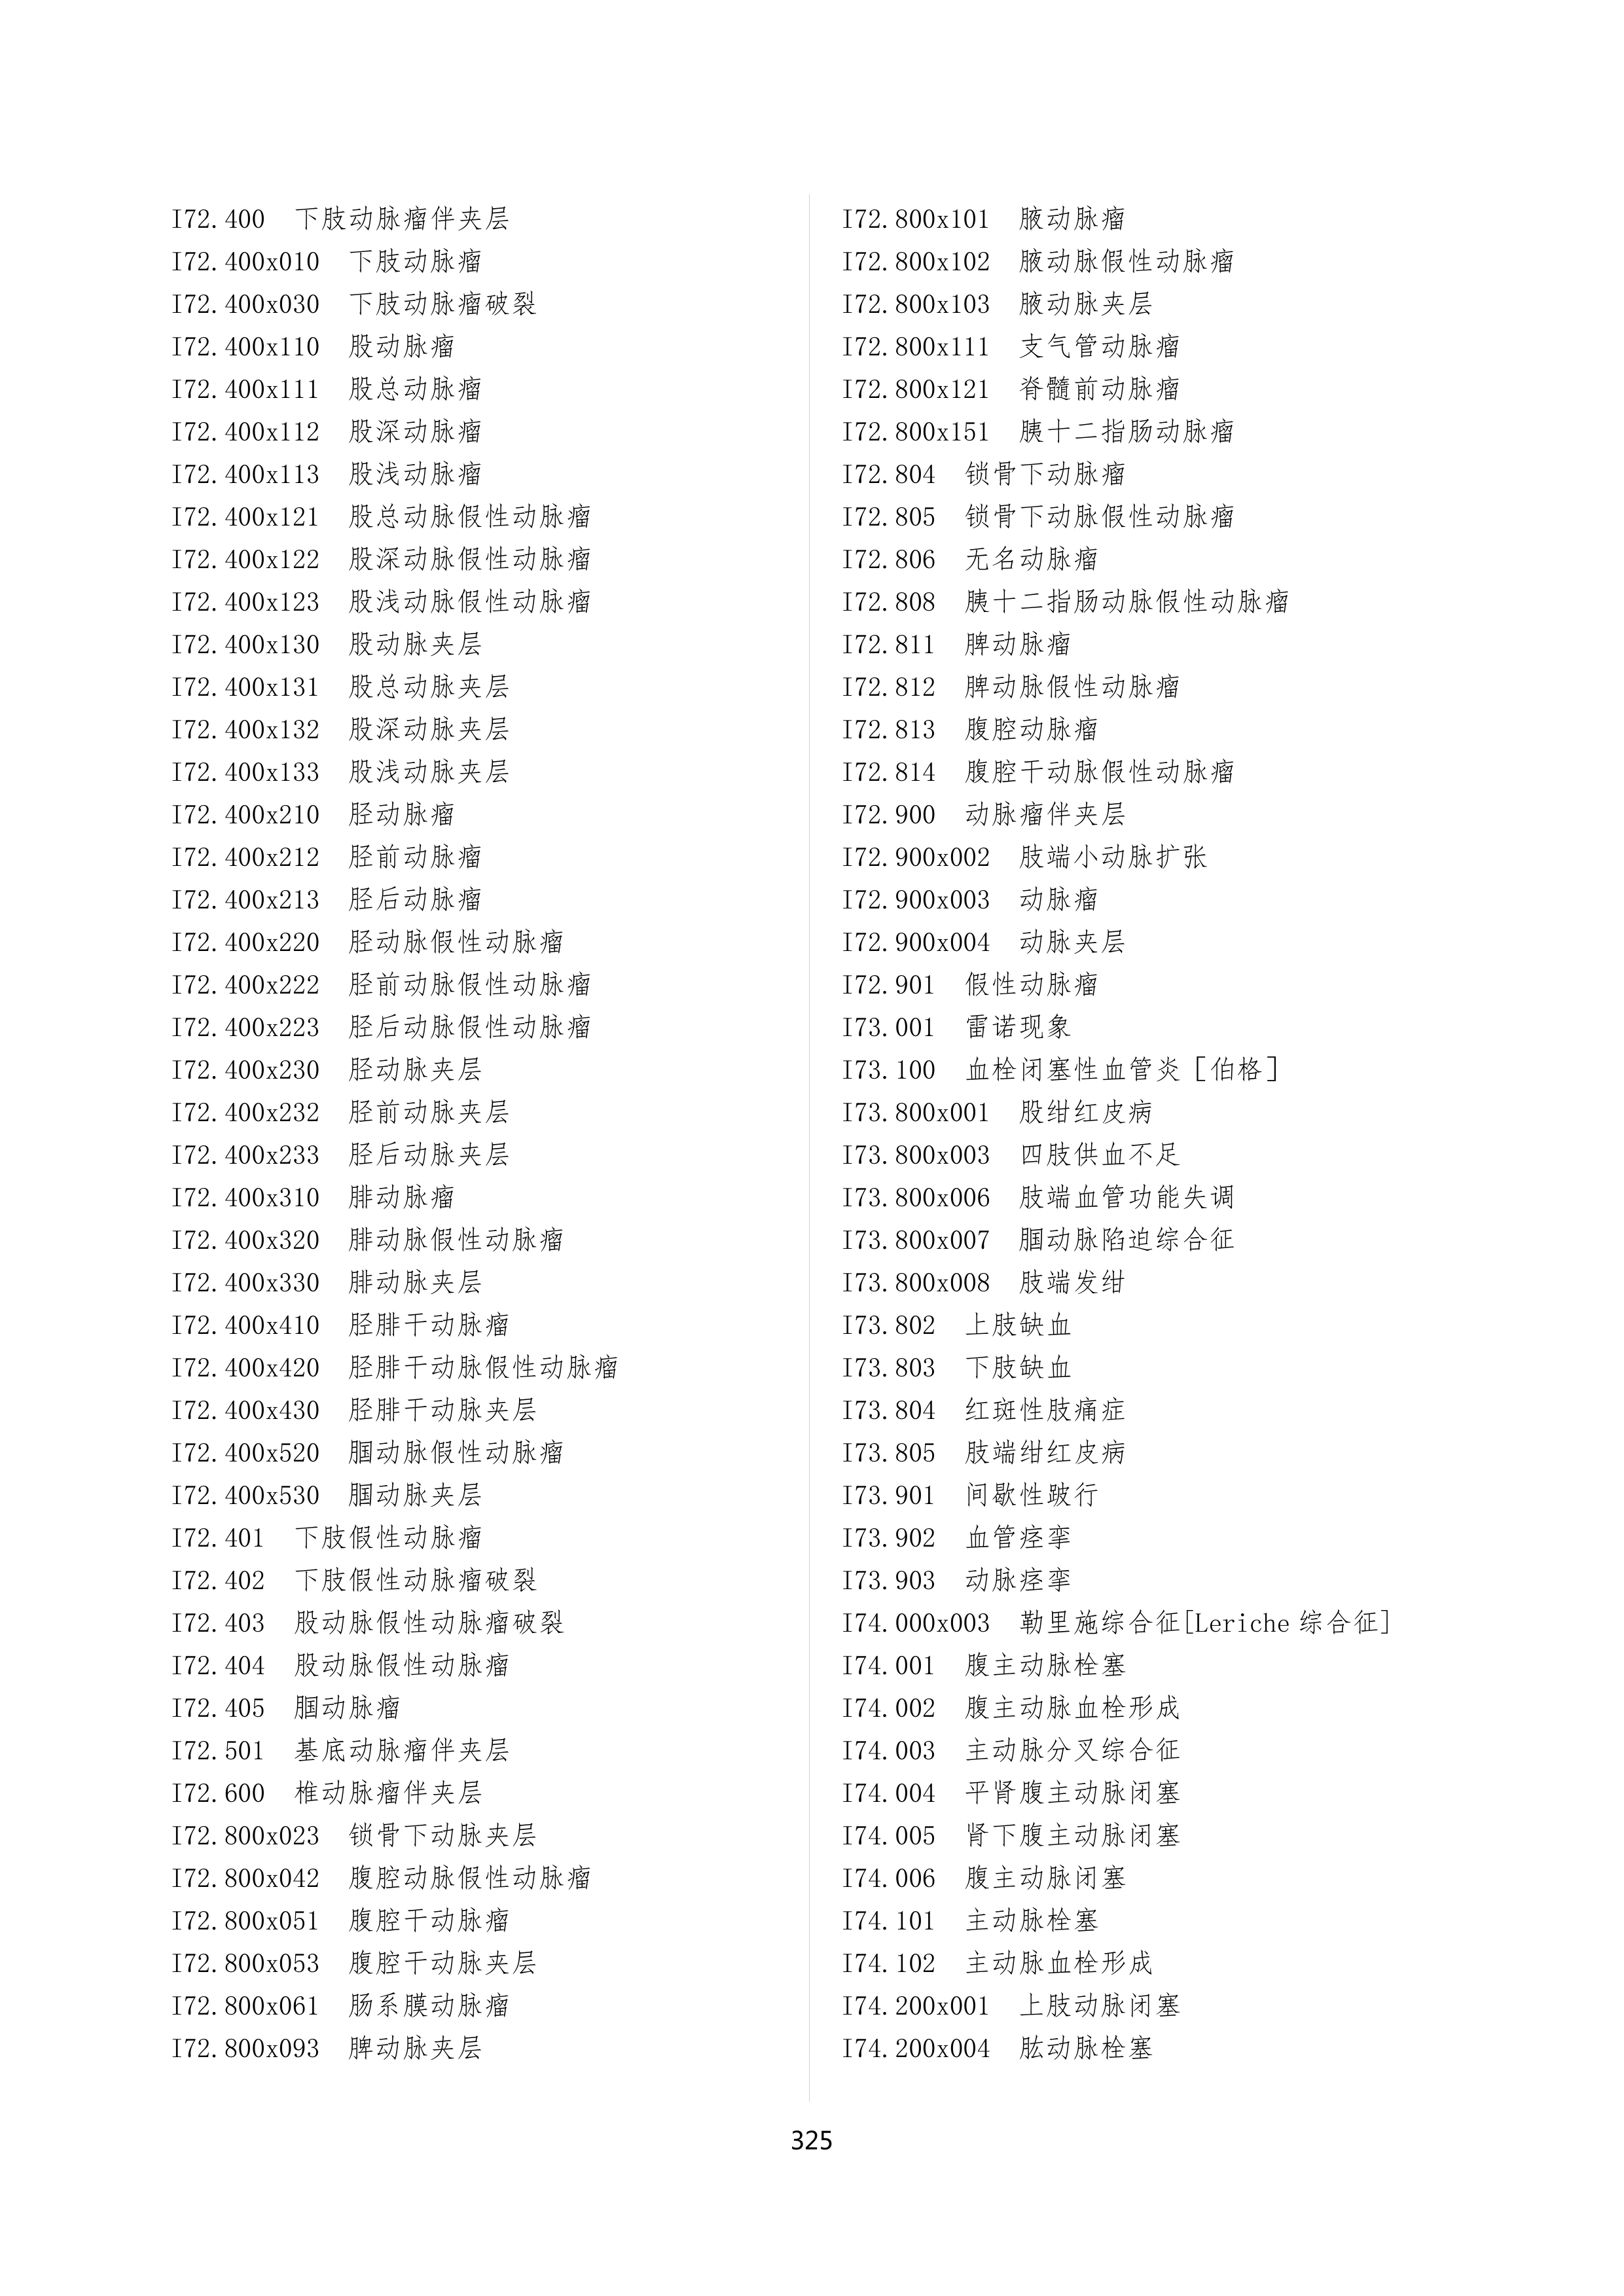 I72.400 下肢动脉瘤伴夹层
I72.400x010 下肢动脉瘤
I72.400x030 下肢动脉瘤破裂
I72.400x110 股动脉瘤
I72.400x111 股总动脉瘤
I72.400x112 股深动脉瘤
I72.400x113 股浅动脉瘤
I72.400x121 股总动脉假性动脉瘤
I72.400x122 股深动脉假性动脉瘤
I72.400x123 股浅动脉假性动脉瘤
I72.400x130 股动脉夹层
I72.400x131 股总动脉夹层
I72.400x132 股深动脉夹层
I72.400x133 股浅动脉夹层
I72.400x210 胫动脉瘤
I72.400x212 胫前动脉瘤
I72.400x213 胫后动脉瘤
I72.400x220 胫动脉假性动脉瘤
I72.400x222 胫前动脉假性动脉瘤
I72.400x223 胫后动脉假性动脉瘤
I72.400x230 胫动脉夹层
I72.400x232 胫前动脉夹层
I72.400x233 胫后动脉夹层
I72.400x310 腓动脉瘤
I72.400x320 腓动脉假性动脉瘤
I72.400x330 腓动脉夹层
I72.400x410 胫腓干动脉瘤
I72.400x420 胫腓干动脉假性动脉瘤
I72.400x430 胫腓干动脉夹层
I72.400x520 腘动脉假性动脉瘤
I72.400x530 腘动脉夹层
I72.401 下肢假性动脉瘤
I72.402 下肢假性动脉瘤破裂
I72.403 股动脉假性动脉瘤破裂
I72.404 股动脉假性动脉瘤
I72.405 腘动脉瘤
I72.501 基底动脉瘤伴夹层
I72.600 椎动脉瘤伴夹层
I72.800x023 锁骨下动脉夹层
I72.800x042 腹腔动脉假性动脉瘤
I72.800x051 腹腔干动脉瘤
I72.800x053 腹腔干动脉夹层
I72.800x061 肠系膜动脉瘤
I72.800x093 脾动脉夹层
I72.800x101 腋动脉瘤
I72.800x102 腋动脉假性动脉瘤
I72.800x103 腋动脉夹层
I72.800x111 支气管动脉瘤
I72.800x121 脊髓前动脉瘤
I72.800x151 胰十二指肠动脉瘤
I72.804 锁骨下动脉瘤
I72.805 锁骨下动脉假性动脉瘤
I72.806 无名动脉瘤
I72.808 胰十二指肠动脉假性动脉瘤
I72.811 脾动脉瘤
I72.812 脾动脉假性动脉瘤
I72.813 腹腔动脉瘤
I72.814 腹腔干动脉假性动脉瘤
I72.900 动脉瘤伴夹层
I72.900x002 肢端小动脉扩张
I72.900x003 动脉瘤
I72.900x004 动脉夹层
I72.901 假性动脉瘤
I73.001 雷诺现象
I73.100 血栓闭塞性血管炎［伯格］
I73.800x001 股绀红皮病
I73.800x003 四肢供血不足
I73.800x006 肢端血管功能失调
I73.800x007 腘动脉陷迫综合征
I73.800x008 肢端发绀
I73.802 上肢缺血
I73.803 下肢缺血
I73.804 红斑性肢痛症
I73.805 肢端绀红皮病
I73.901 间歇性跛行
I73.902 血管痉挛
I73.903 动脉痉挛
I74.000x003 勒里施综合征[Leriche 综合征]
I74.001 腹主动脉栓塞
I74.002 腹主动脉血栓形成
I74.003 主动脉分叉综合征
I74.004 平肾腹主动脉闭塞
I74.005 肾下腹主动脉闭塞
I74.006 腹主动脉闭塞
I74.101 主动脉栓塞
I74.102 主动脉血栓形成
I74.200x001 上肢动脉闭塞
I74.200x004 肱动脉栓塞
325